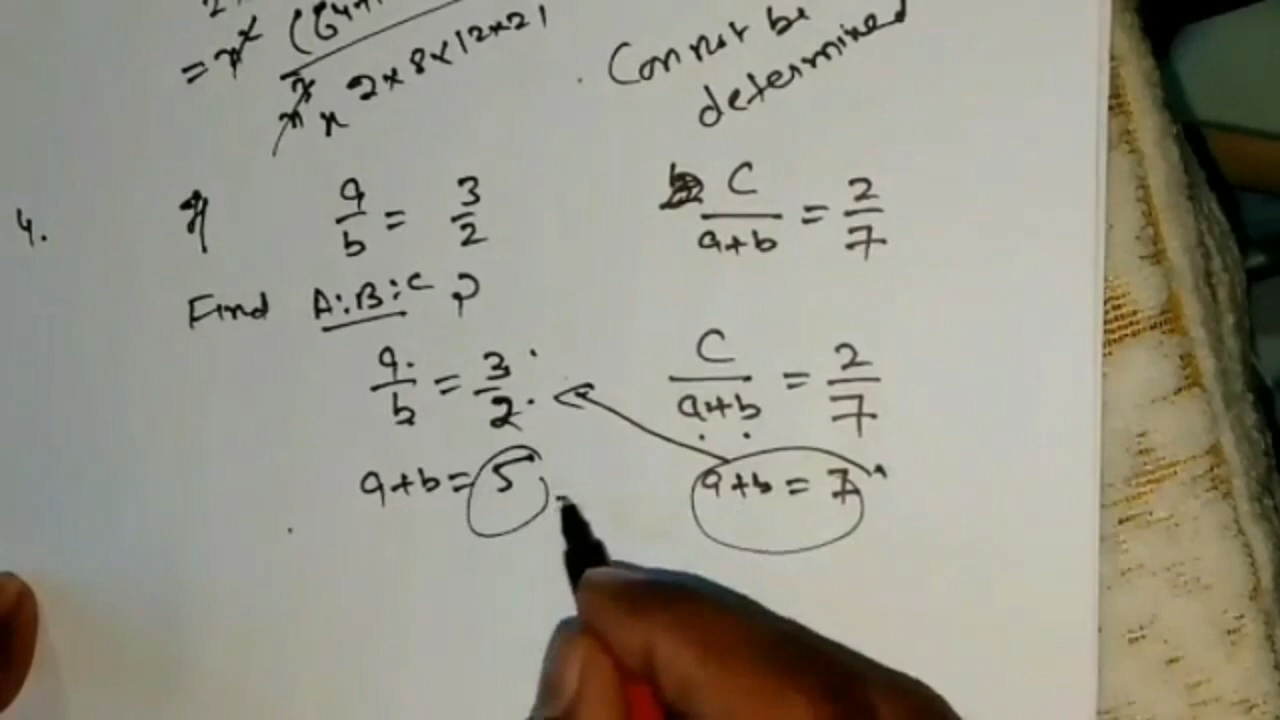 2 × 8 × 12 × 21
Cannot be
determined
4. If a/b = 3/2 C/a+b = 2/7
Find A:B:C ?
a/b = 3/2 C/a+b = 2/7
a+b = 5 a+b = 7